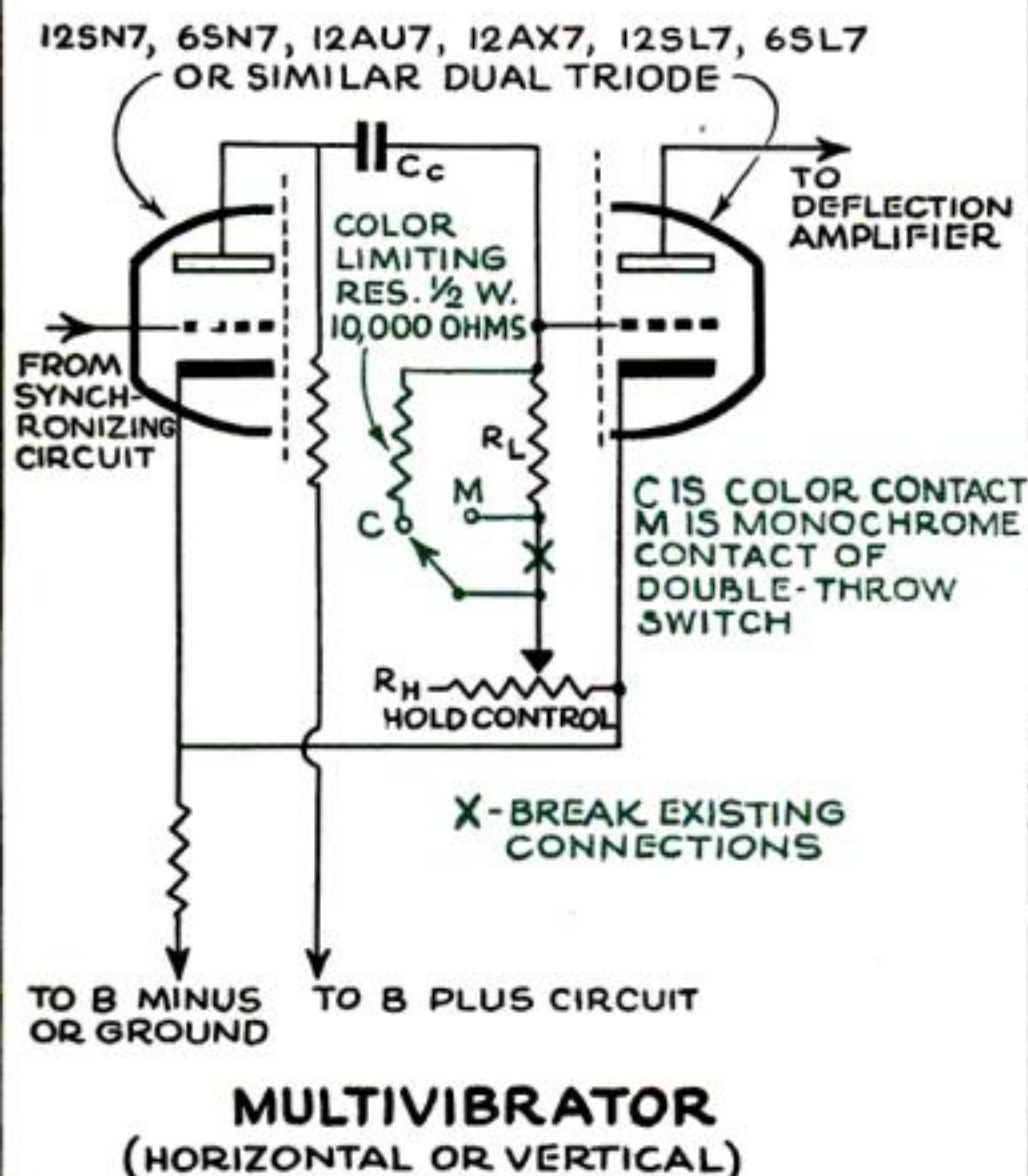 12SN7, 6SN7, 12AU7, 12AX7, 12SL7, 6SL7
OR SIMILAR DUAL TRIODE
Cc
TO
DEFLECTION
AMPLIFIER
COLOR
LIMITING
RES. ½ W.
10,000 OHMS
FROM
SYNCH-
RONIZING
CIRCUIT
RL
M
C
C IS COLOR CONTACT
M IS MONOCHROME
CONTACT OF
DOUBLE-THROW
SWITCH
RH
HOLD CONTROL
X-BREAK EXISTING
CONNECTIONS
TO B MINUS
OR GROUND
TO B PLUS CIRCUIT
MULTIVIBRATOR
(HORIZONTAL OR VERTICAL)